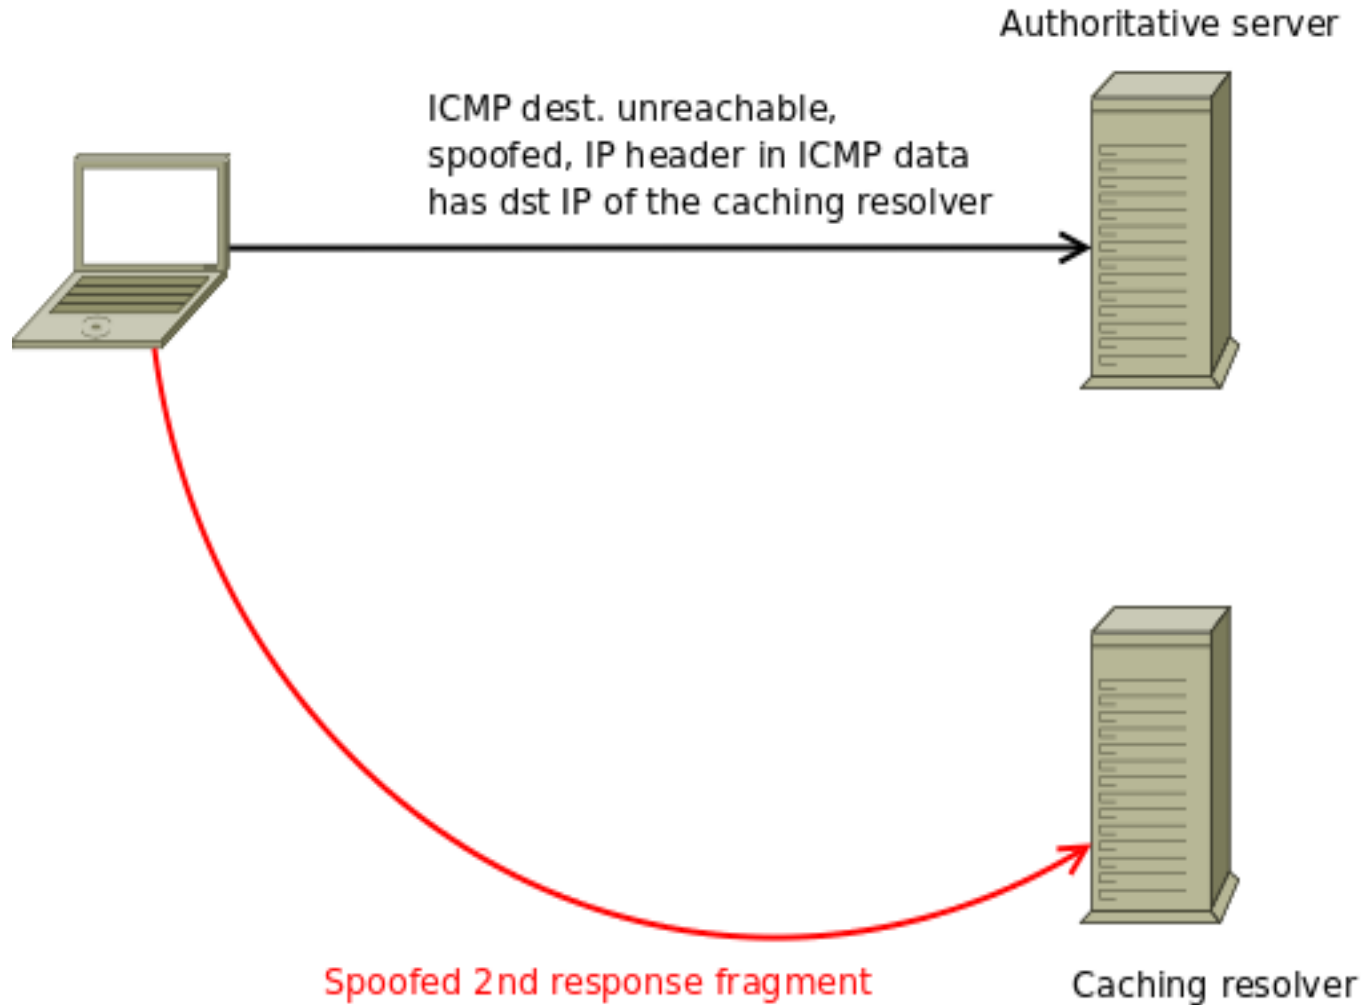 Authoritative server
ICMP dest. unreachable,
spoofed, IP header in ICMP data
has dst IP of the caching resolver
Spoofed 2nd response fragment
Caching resolver